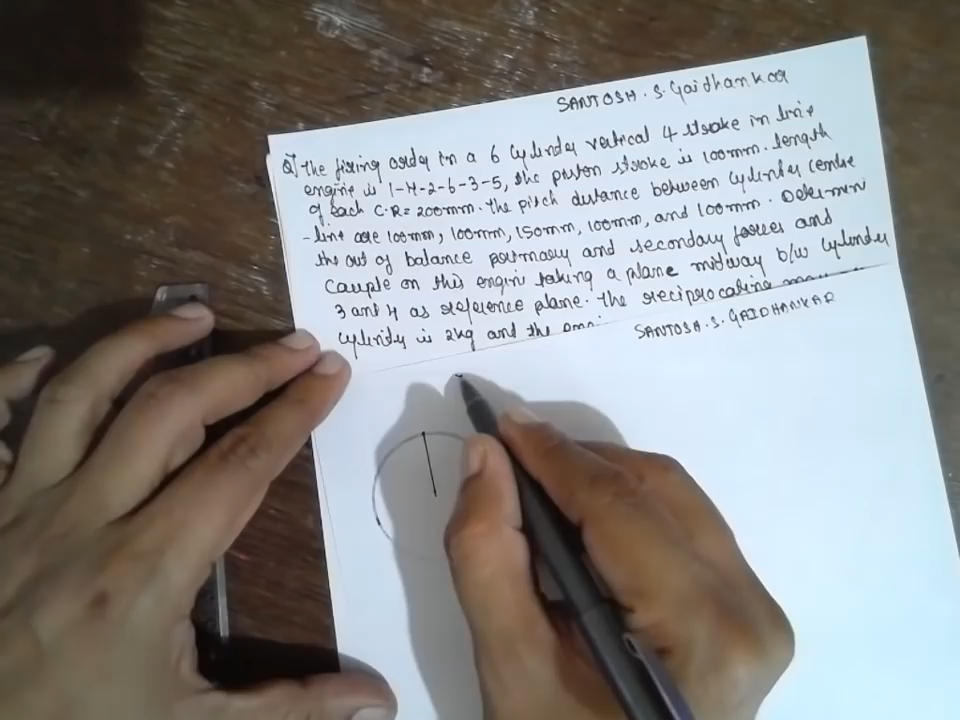 SANTOSH.S.Gaidhankar
Q) The firing order in a 6 cylinder vertical 4 stroke in line
engine is 1-4-2-6-3-5, the piston stroke is 100mm. length
of each C.R = 200mm. The pitch distance between cylinder centre
-line are 100mm, 100mm, 150mm, 100mm, and 100mm. Determine
the out of balance primary and secondary forces and
couple on this engine taking a plane midway b/w cylinder
3 and 4 as reference plane. The reciprocating
cylinder is 2kg and the
SANTOSH.S.GAIDHANKAR